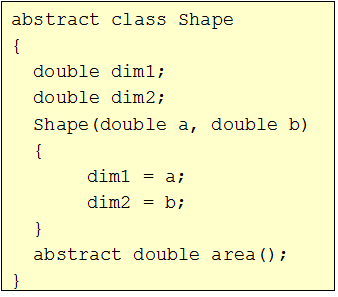 abstract class Shape
{
  double dim1;
  double dim2;
  Shape(double a, double b)
  {
       dim1 = a;
       dim2 = b;
  }
  abstract double area();
}